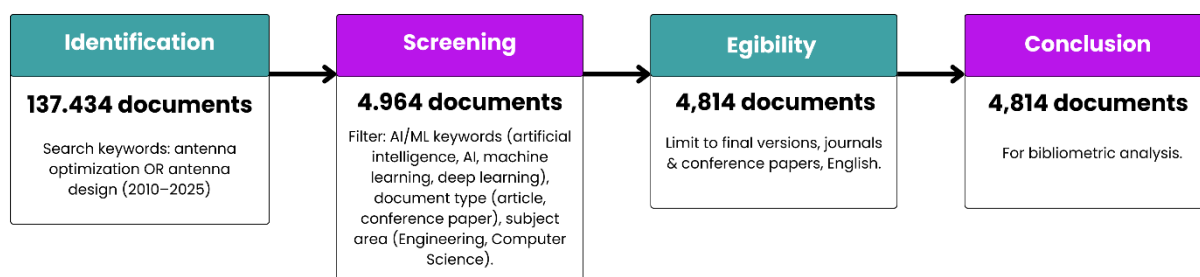 Identification
137.434 documents
Search keywords: antenna
optimization OR antenna
design (2010–2025)
Screening
4.964 documents
Filter: AI/ML keywords (artificial
intelligence, AI, machine
learning, deep learning),
document type (article,
conference paper), subject
area (Engineering, Computer
Science).
Egibility
4,814 documents
Limit to final versions, journals
& conference papers, English.
Conclusion
4,814 documents
For bibliometric analysis.